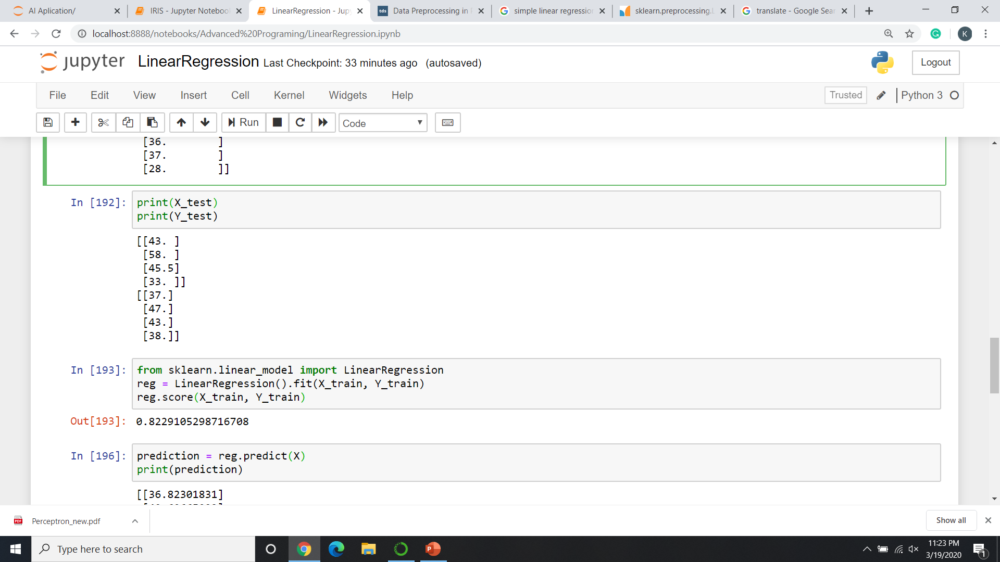 AI Aplication/
IRIS - Jupyter Notebook
LinearRegression - Jup
tds Data Preprocessing in
simple linear regression
sklearn.preprocessing.
translate - Google Sear
localhost:8888/notebooks/Advanced%20Programing/LinearRegression.ipynb
G
K
jupyter LinearRegression Last Checkpoint: 33 minutes ago (autosaved)
Logout
File Edit View Insert Cell Kernel Widgets Help
Trusted Python 3
Run
Code
[36. ]
[37. ]
[28. ]]
In [192]: print(X_test)
print(Y_test)
[[43. ]
[58. ]
[45.5]
[33. ]]
[[37.]
[47.]
[43.]
[38.]]
In [193]: from sklearn.linear_model import LinearRegression
reg = LinearRegression().fit(X_train, Y_train)
reg.score(X_train, Y_train)
Out[193]: 0.8229105298716708
In [196]: prediction = reg.predict(X)
print(prediction)
[[36.82301831]
PDF Perceptron_new.pdf
Show all
Type here to search
P
11:23 PM
3/19/2020
1